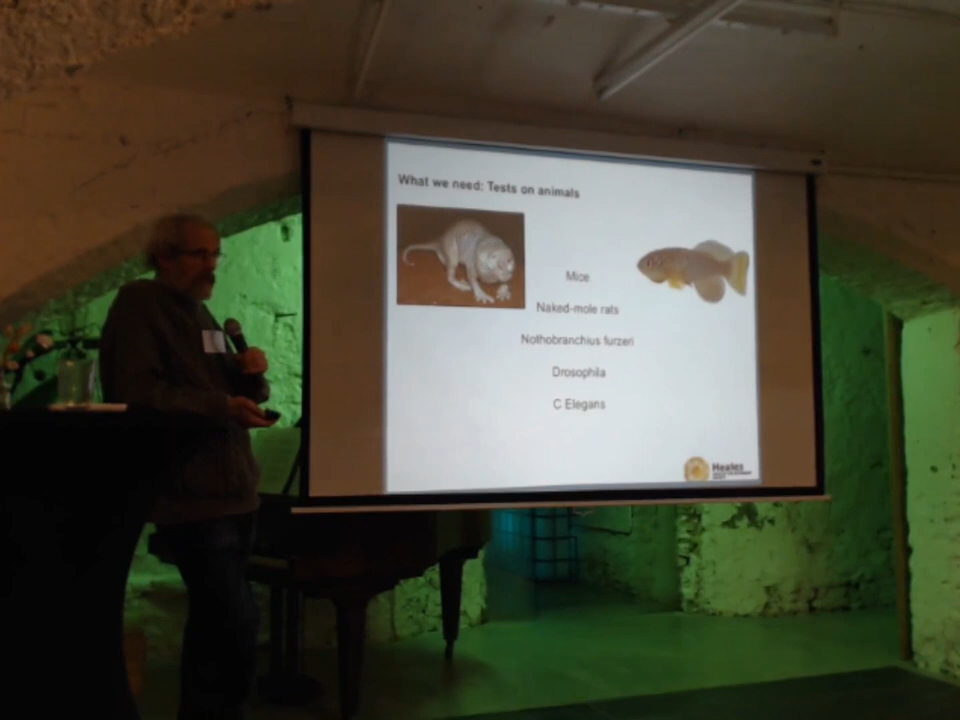 What we need: Tests on animals
Mice
Naked-mole rats
Nothobranchius furzeri
Drosophila
C Elegans
Heales